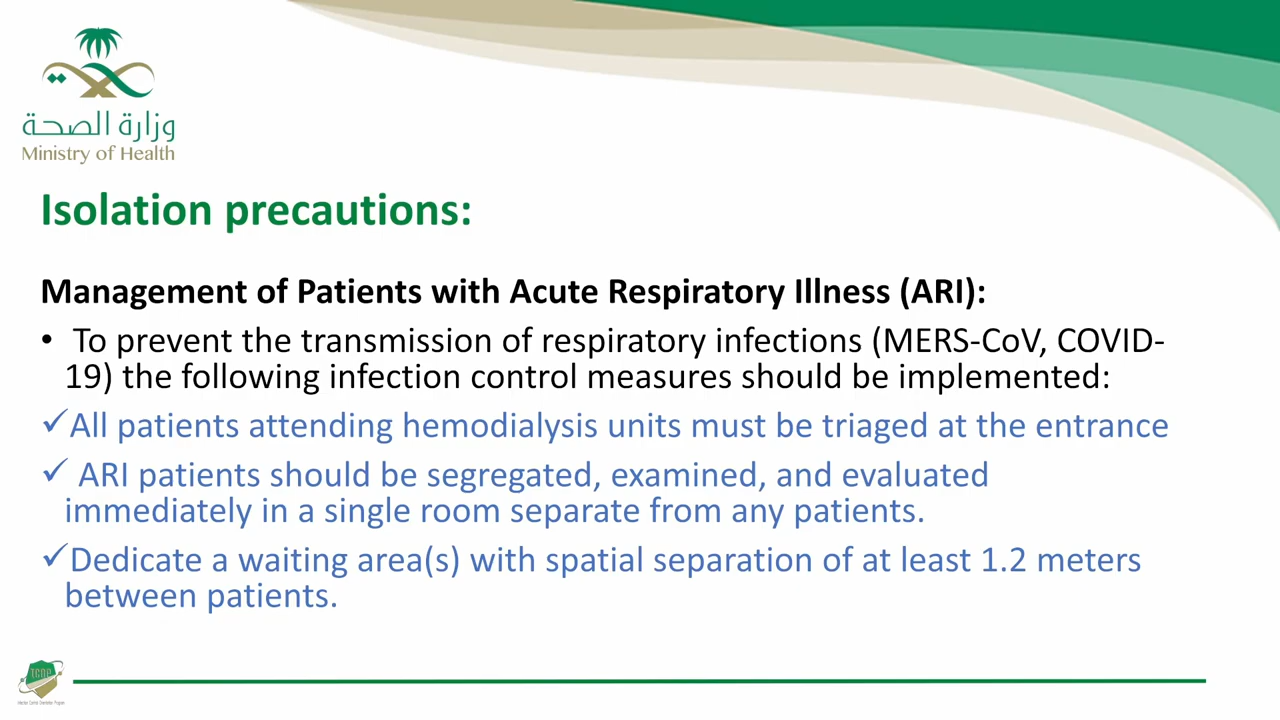 وزارة الصحة
Ministry of Health
Isolation precautions:
Management of Patients with Acute Respiratory Illness (ARI):
• To prevent the transmission of respiratory infections (MERS-CoV, COVID-
19) the following infection control measures should be implemented:
✓All patients attending hemodialysis units must be triaged at the entrance
✓ ARI patients should be segregated, examined, and evaluated
immediately in a single room separate from any patients.
✓Dedicate a waiting area(s) with spatial separation of at least 1.2 meters
between patients.